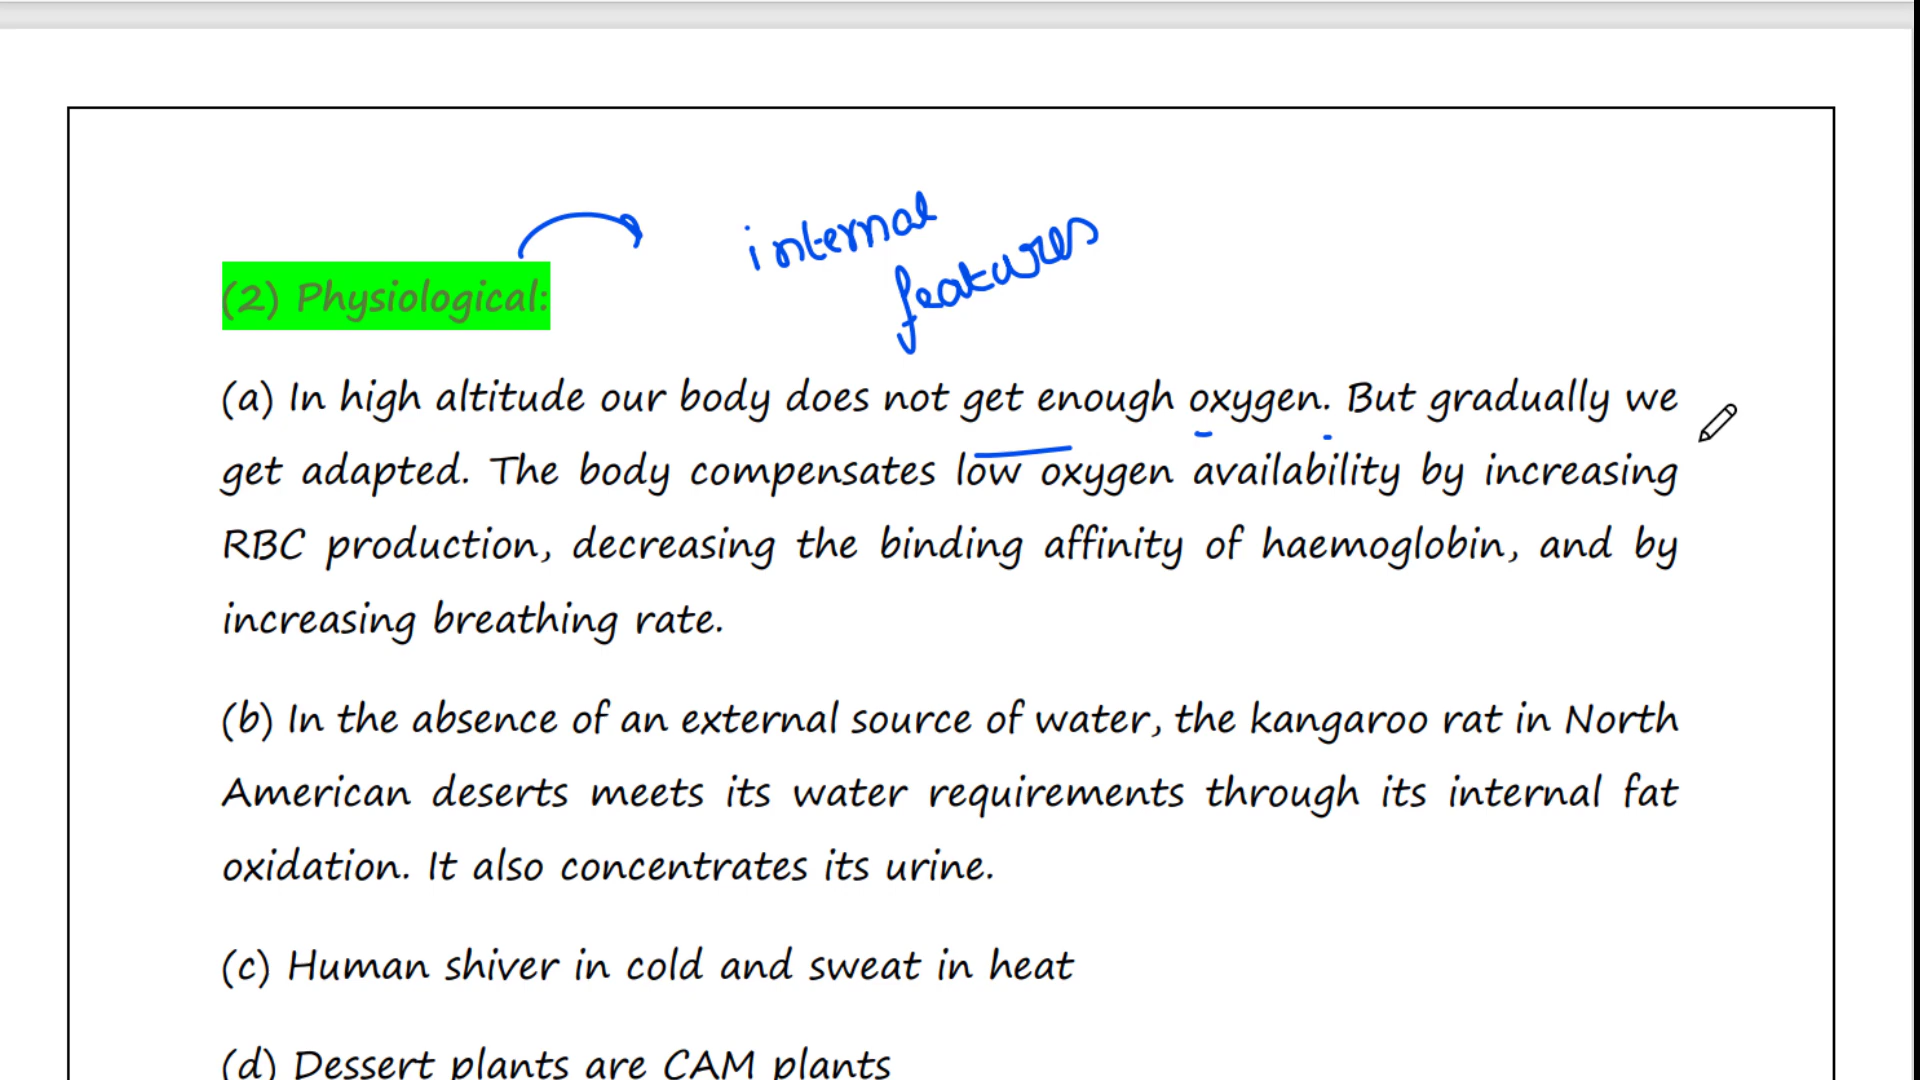 internal
features
(2) Physiological:
(a) In high altitude our body does not get enough oxygen. But gradually we
get adapted. The body compensates low oxygen availability by increasing
RBC production, decreasing the binding affinity of haemoglobin, and by
increasing breathing rate.
(b) In the absence of an external source of water, the kangaroo rat in North
American deserts meets its water requirements through its internal fat
oxidation. It also concentrates its urine.
(c) Human shiver in cold and sweat in heat
(d) Dessert plants are CAM plants